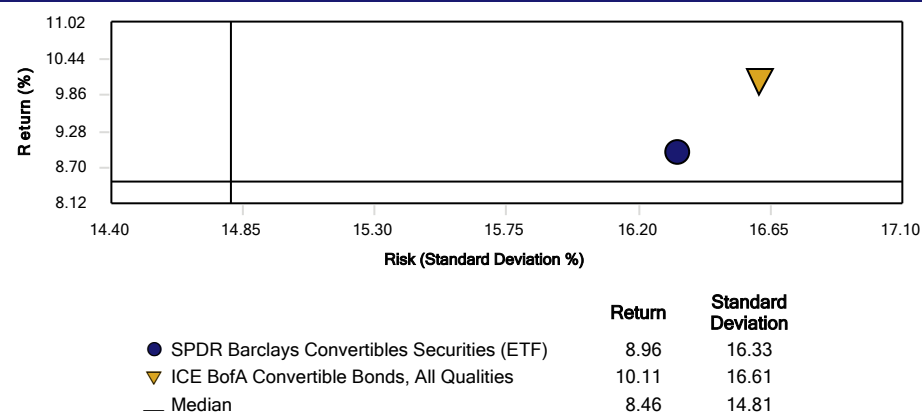 11.02
10.44
9.86
9.28
8.70
8.12
Return (%)
14.40 14.85 15.30 15.75 16.20 16.65 17.10
Risk (Standard Deviation %)
Return Standard Deviation
SPDR Barclays Convertibles Securities (ETF) 8.96 16.33
ICE BofA Convertible Bonds, All Qualities 10.11 16.61
Median 8.46 14.81